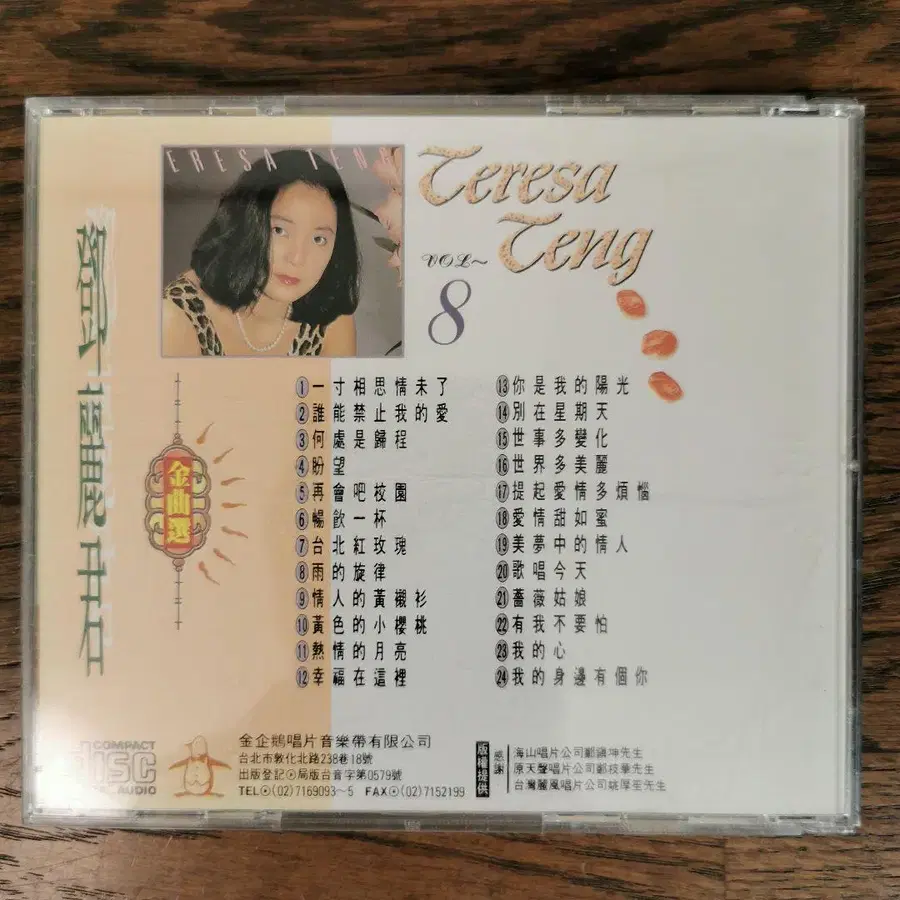 鄧麗君
金曲選
ERESA TENG
Teresa
Teng
VOL~
8
1 一寸相思情未了
2 誰能禁止我的愛
3 何處是歸程
4 盼望
5 再會吧校園
6 暢飲一杯
7 台北紅玫瑰
8 雨的旋律
9 情人的黃襯衫
10 黃色的小櫻桃
11 熱情的月亮
12 幸福在這裡
13 你是我的陽光
14 別在星期天
15 世事多變化
16 世界多美麗
17 提起愛情多煩惱
18 愛情甜如蜜
19 美夢中的情人
20 歌唱今天
21 薔薇姑娘
22 有我不要怕
23 我的心
24 我的身邊有個你
COMPACT
DISC
AUDIO
金企鵝唱片音樂帶有限公司
台北市敦化北路238巷18號
出版登記⊙局版台音字第0579號
TEL⊙(02)7169093~5 FAX⊙(02)7152199
版權提供
感謝
海山唱片公司鄭鎮坤先生
原天聲唱片公司鄭枝華先生
台灣麗風唱片公司姚厚笙先生